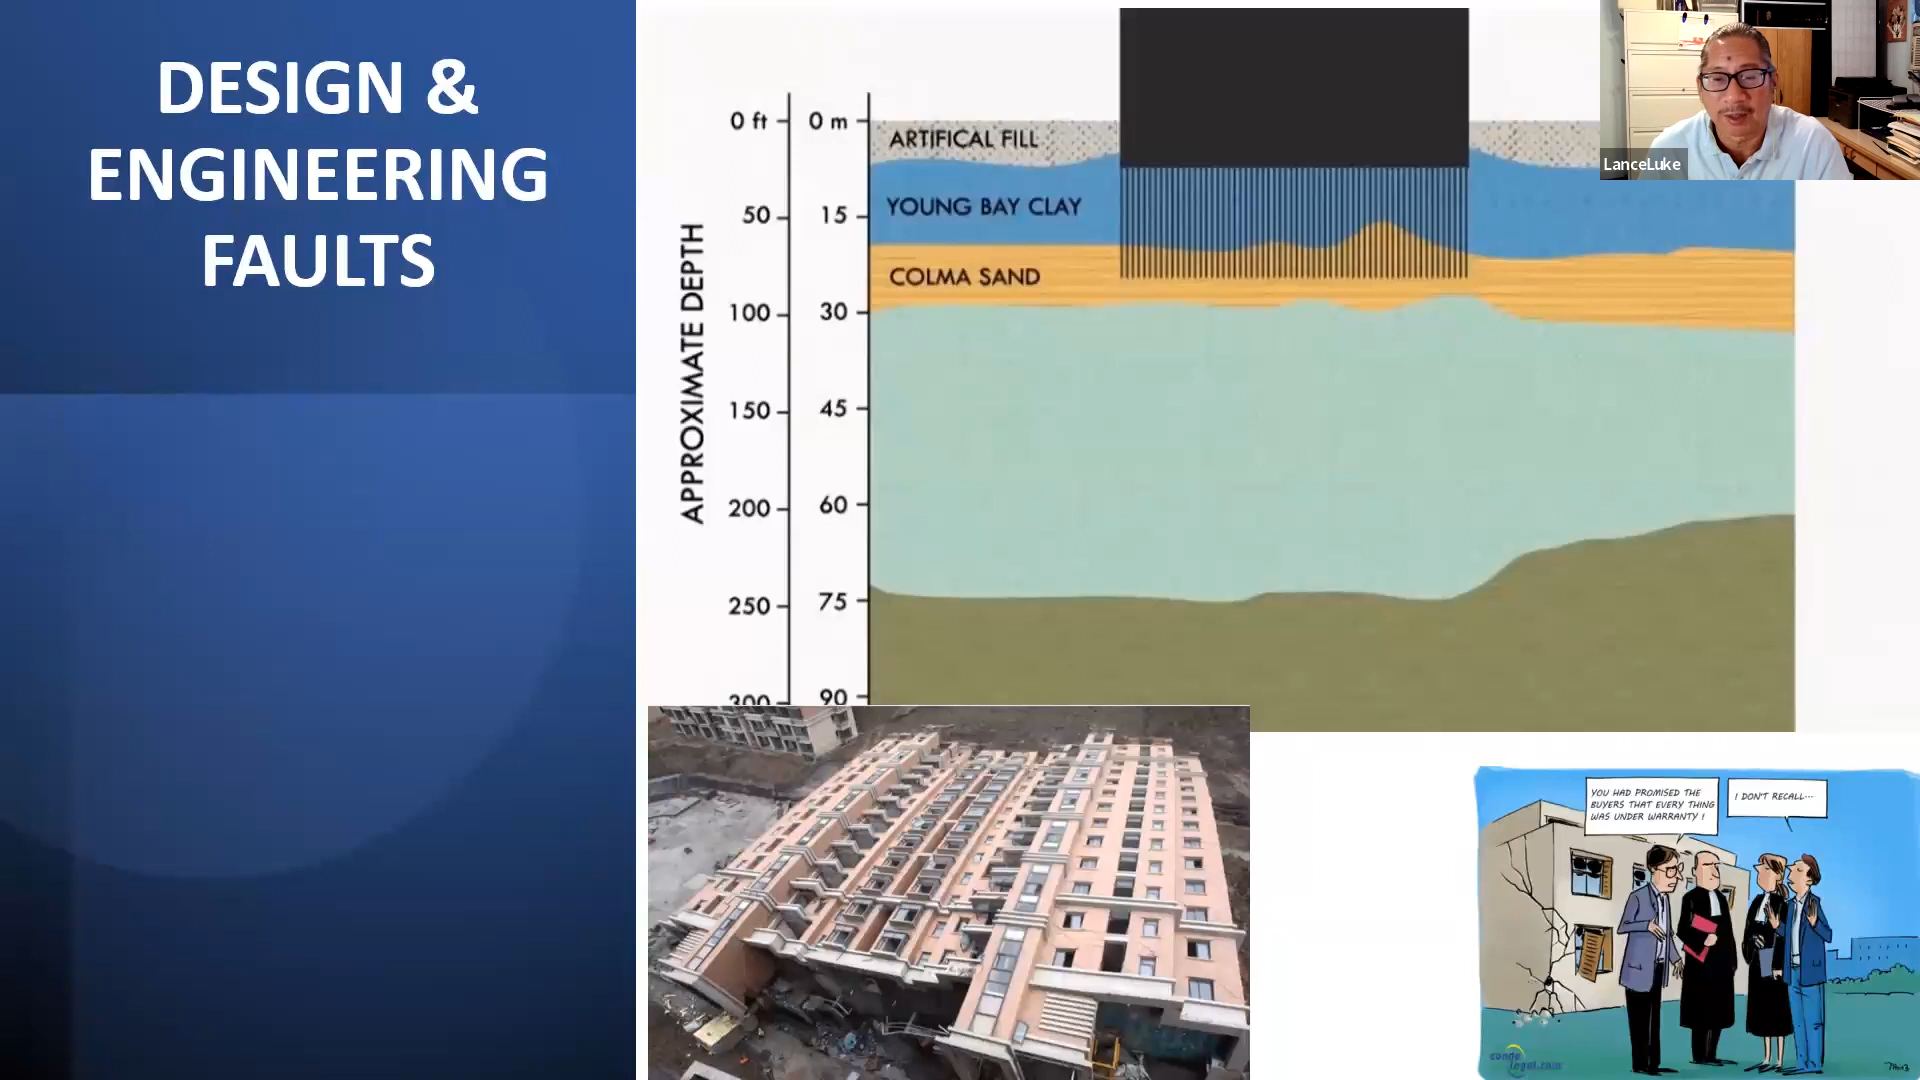 DESIGN &
ENGINEERING
FAULTS
APPROXIMATE DEPTH
0 ft
50
100
150
200
250
300
0 m
15
30
45
60
75
90
ARTIFICAL FILL
YOUNG BAY CLAY
COLMA SAND
LanceLuke
YOU HAD PROMISED THE
BUYERS THAT EVERY THING
WAS UNDER WARRANTY !
I DON'T RECALL...